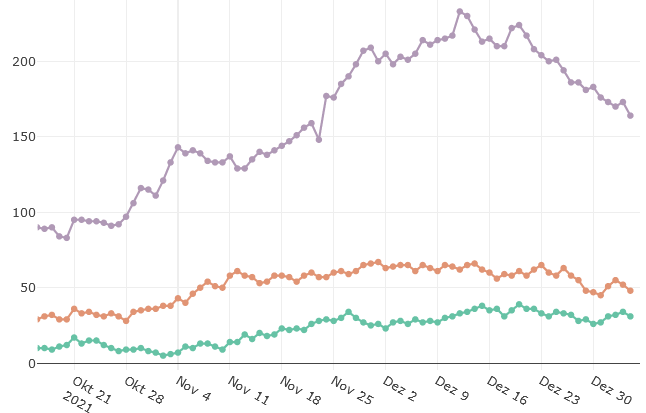 200
150
100
50
0
Okt 21
2021
Okt 28
Nov 4
Nov 11
Nov 18
Nov 25
Dez 2
Dez 9
Dez 16
Dez 23
Dez 30